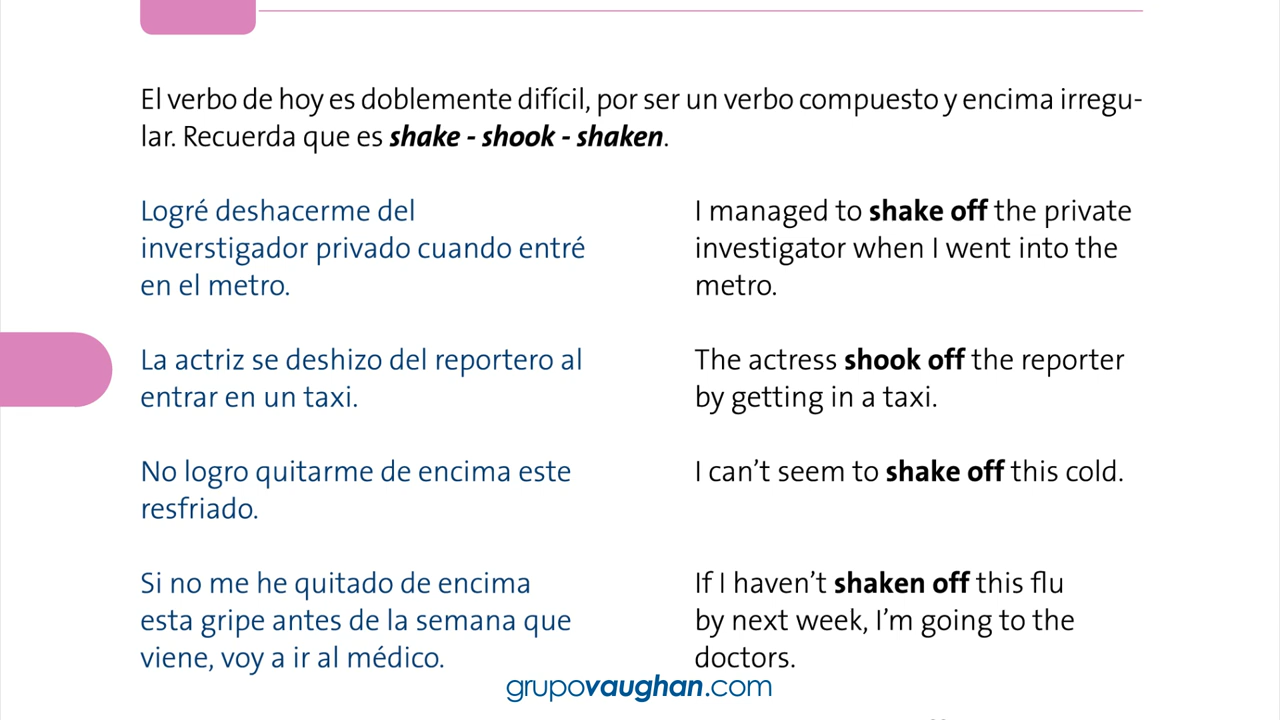 El verbo de hoy es doblemente difícil, por ser un verbo compuesto y encima irregu-
lar. Recuerda que es shake - shook - shaken.
Logré deshacerme del
inverstigador privado cuando entré
en el metro.
I managed to shake off the private
investigator when I went into the
metro.
La actriz se deshizo del reportero al
entrar en un taxi.
The actress shook off the reporter
by getting in a taxi.
No logro quitarme de encima este
resfriado.
I can't seem to shake off this cold.
Si no me he quitado de encima
esta gripe antes de la semana que
viene, voy a ir al médico.
If I haven't shaken off this flu
by next week, I'm going to the
doctors.
grupovaughan.com